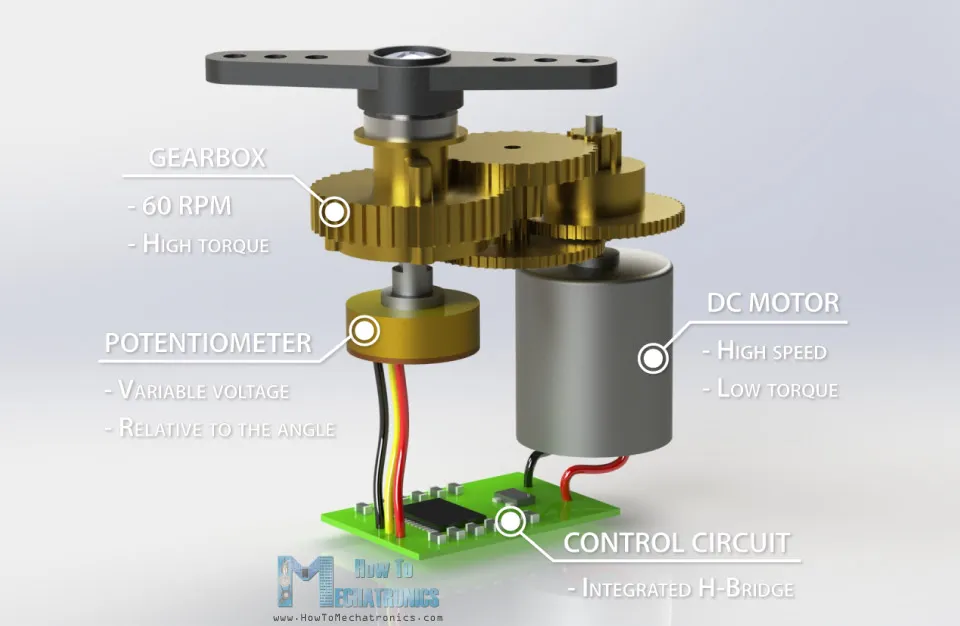 GEARBOX
- 60 RPM
- HIGH TORQUE
DC MOTOR
- HIGH SPEED
- LOW TORQUE
POTENTIOMETER
- VARIABLE VOLTAGE
- RELATIVE TO THE ANGLE
CONTROL CIRCUIT
- INTEGRATED H-BRIDGE
HOW TO
MECHATRONICS
www.HowToMechatronics.com